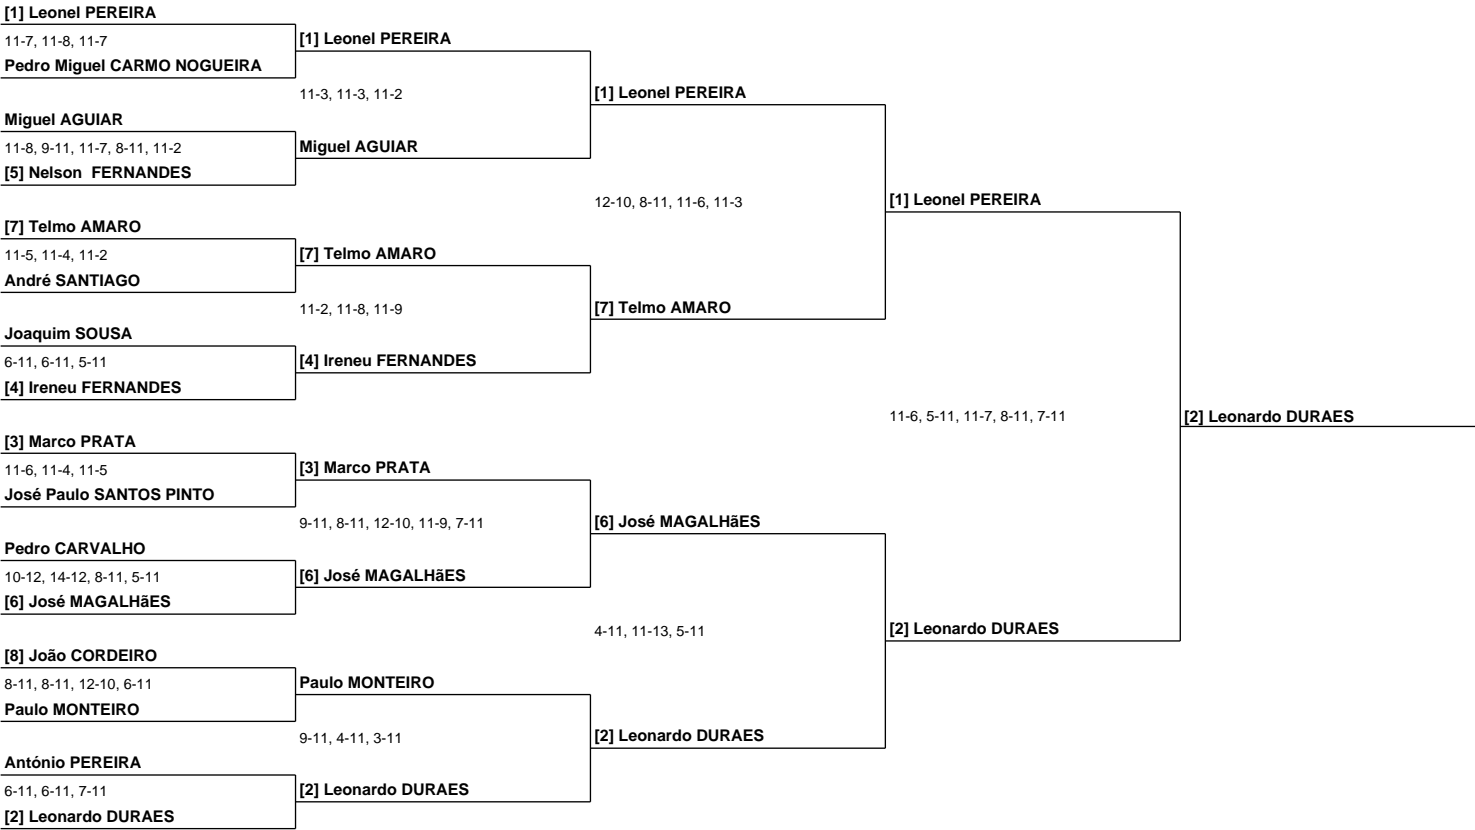 [1] Leonel PEREIRA
11-7, 11-8, 11-7
Pedro Miguel CARMO NOGUEIRA
Miguel AGUIAR
11-8, 9-11, 11-7, 8-11, 11-2
[5] Nelson  FERNANDES
[7] Telmo AMARO
11-5, 11-4, 11-2
André SANTIAGO
Joaquim SOUSA
6-11, 6-11, 5-11
[4] Ireneu FERNANDES
[3] Marco PRATA
11-6, 11-4, 11-5
José Paulo SANTOS PINTO
Pedro CARVALHO
10-12, 14-12, 8-11, 5-11
[6] José MAGALHãES
[8] João CORDEIRO
8-11, 8-11, 12-10, 6-11
Paulo MONTEIRO
António PEREIRA
6-11, 6-11, 7-11
[2] Leonardo DURAES
[1] Leonel PEREIRA
11-3, 11-3, 11-2
Miguel AGUIAR
[7] Telmo AMARO
11-2, 11-8, 11-9
[4] Ireneu FERNANDES
[3] Marco PRATA
9-11, 8-11, 12-10, 11-9, 7-11
[6] José MAGALHãES
Paulo MONTEIRO
9-11, 4-11, 3-11
[2] Leonardo DURAES
[1] Leonel PEREIRA
12-10, 8-11, 11-6, 11-3
[7] Telmo AMARO
[6] José MAGALHãES
4-11, 11-13, 5-11
[2] Leonardo DURAES
[1] Leonel PEREIRA
11-6, 5-11, 11-7, 8-11, 7-11
[2] Leonardo DURAES
[2] Leonardo DURAES